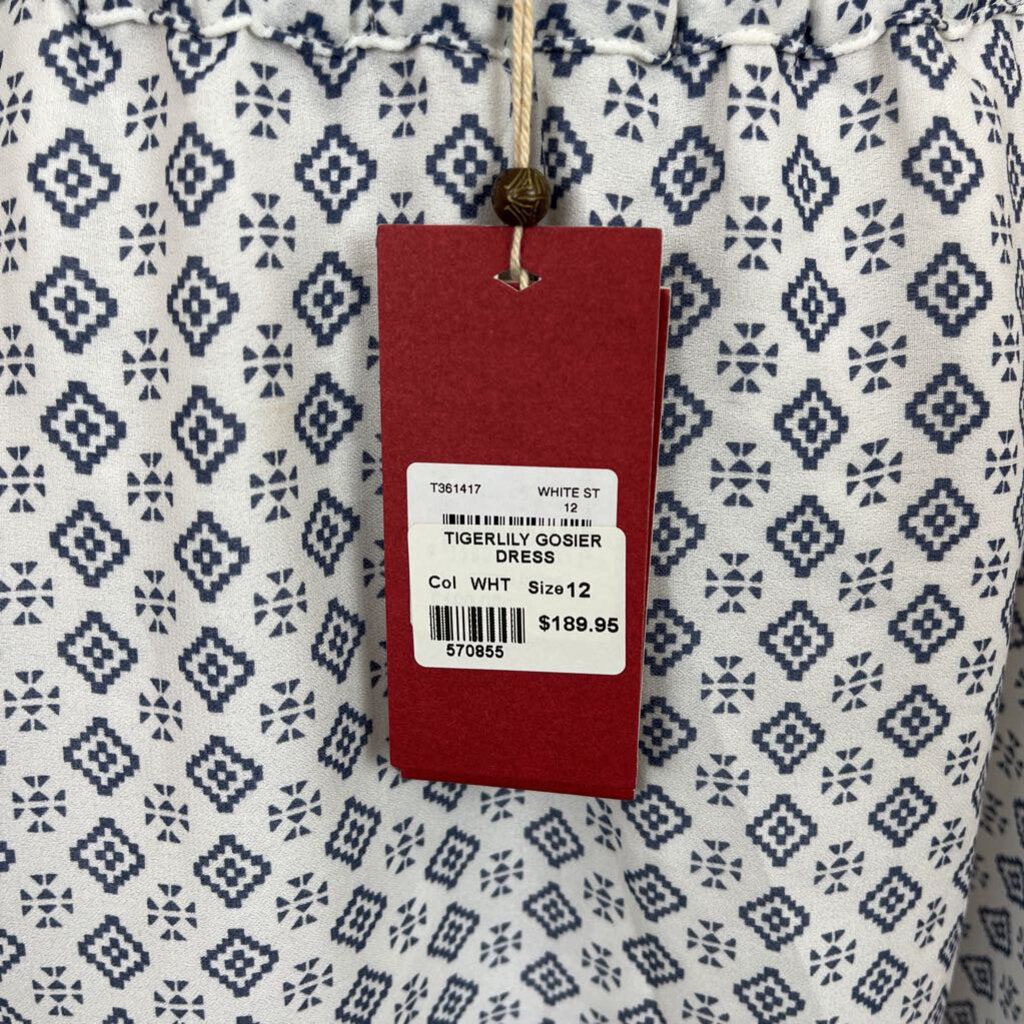 T361417 WHITE ST
12
TIGERLILY GOSIER
DRESS
Col WHT Size 12
$189.95
570855